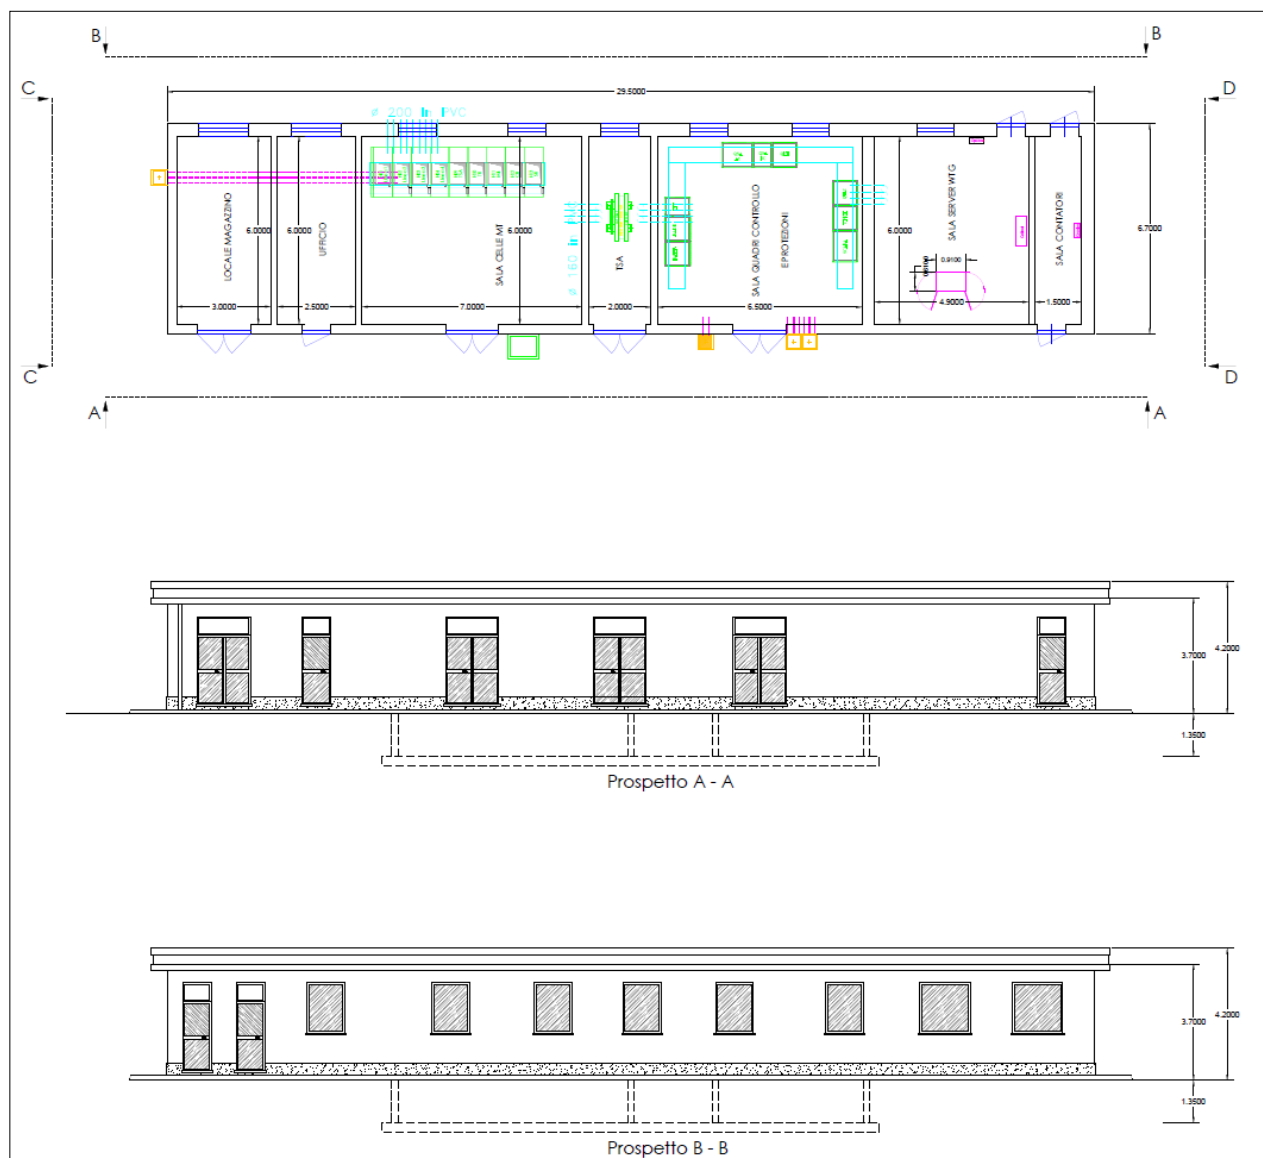 B
B
C
D
29.5000
Ø 200 in PVC
LOCALE MAGAZZINO
6.0000
6.0000
UFFICIO
SALA CELLE MT
6.0000
TSA
SALA QUADRI CONTROLLO
E PROTEZIONI
6.0000
SALA SERVER WTG
SALA CONTATORI
6.7000
0.9100
3.0000
2.5000
7.0000
2.0000
6.5000
4.9000
1.5000
C
D
A
A
3.7000
4.2000
1.3500
Prospetto A - A
3.7000
4.2000
1.3500
Prospetto B - B